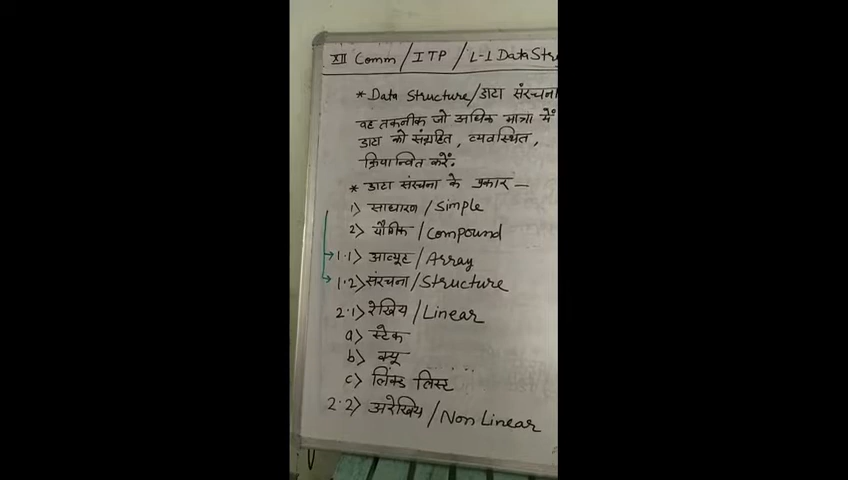 XII Comm / ITP / L-1 Data Stru
* Data Structure/डाटा संरचना
वह तकनीक जो अधिक मात्रा में
डाटा को संग्रहित, व्यवस्थित,
क्रियान्वित करें.
* डाटा संरचना के प्रकार —
1> साधारण / Simple
2> यौगिक / Compound
1.1> आव्यूह / Array
1.2> संरचना / Structure
2.1> रेखिय / Linear
a> स्टेक
b> क्यू
c> लिंक्ड लिस्ट
2.2> अरेखिय / Non Linear